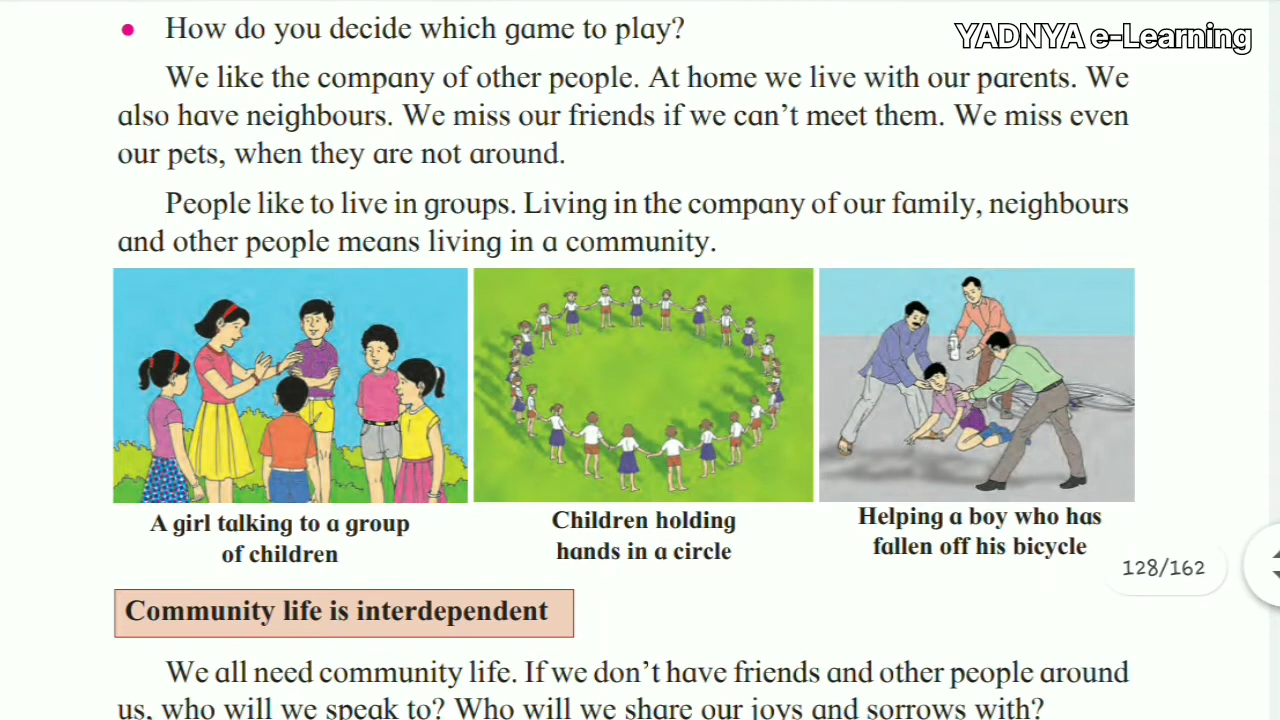 YADNYA e-Learning
• How do you decide which game to play?
We like the company of other people. At home we live with our parents. We
also have neighbours. We miss our friends if we can't meet them. We miss even
our pets, when they are not around.
People like to live in groups. Living in the company of our family, neighbours
and other people means living in a community.
A girl talking to a group
of children
Children holding
hands in a circle
Helping a boy who has
fallen off his bicycle
128/162
Community life is interdependent
We all need community life. If we don't have friends and other people around
us, who will we speak to? Who will we share our joys and sorrows with?